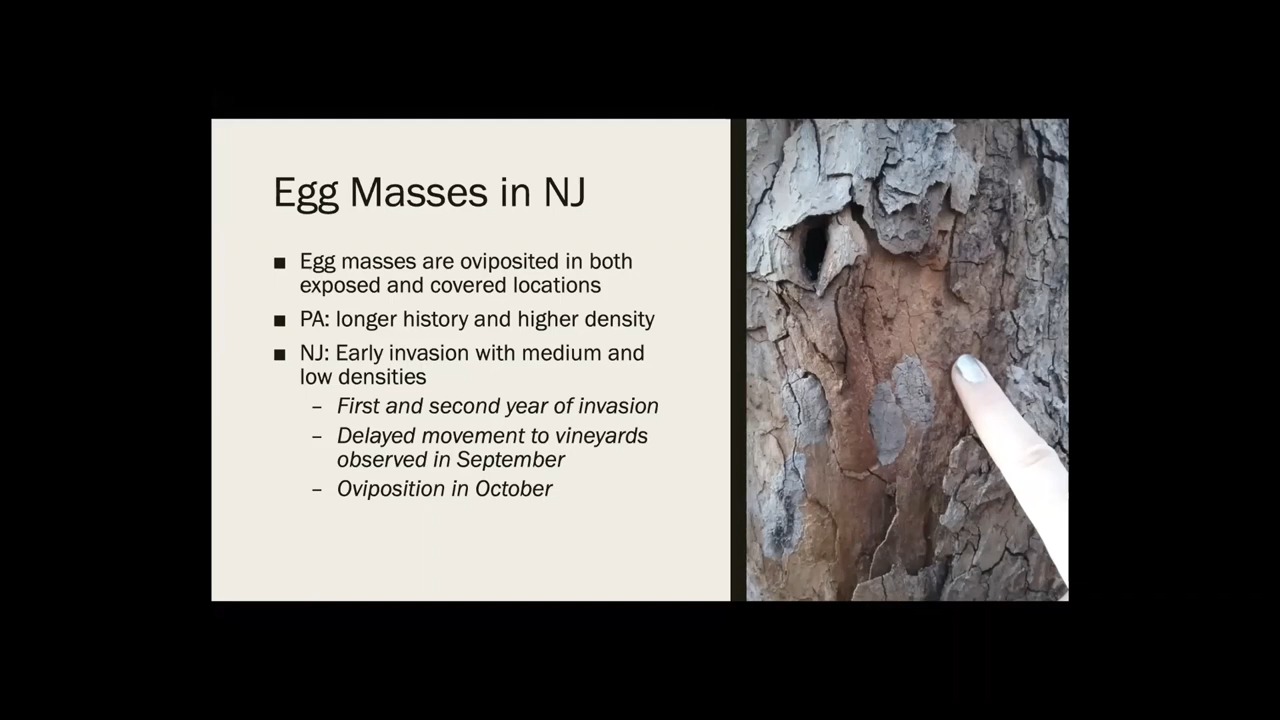 Egg Masses in NJ
■ Egg masses are oviposited in both
exposed and covered locations
■ PA: longer history and higher density
■ NJ: Early invasion with medium and
low densities
– First and second year of invasion
– Delayed movement to vineyards
observed in September
– Oviposition in October